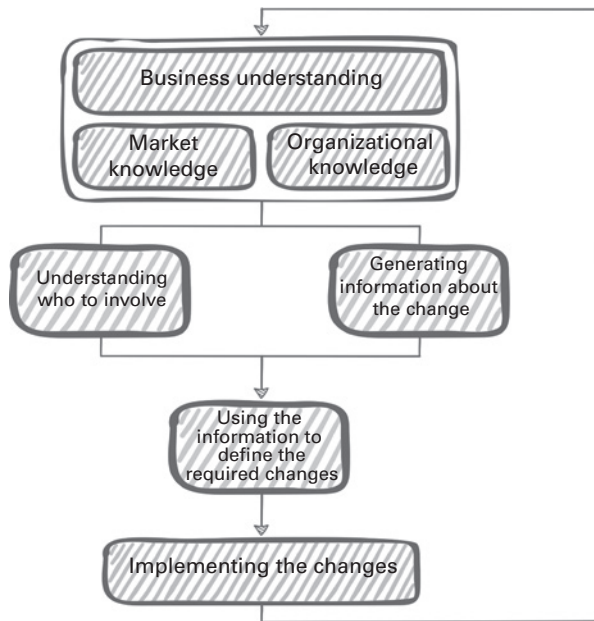 Business understanding
Market
knowledge
Organizational
knowledge
Understanding
who to involve
Generating
information about
the change
Using the
information to
define the
required changes
Implementing the changes